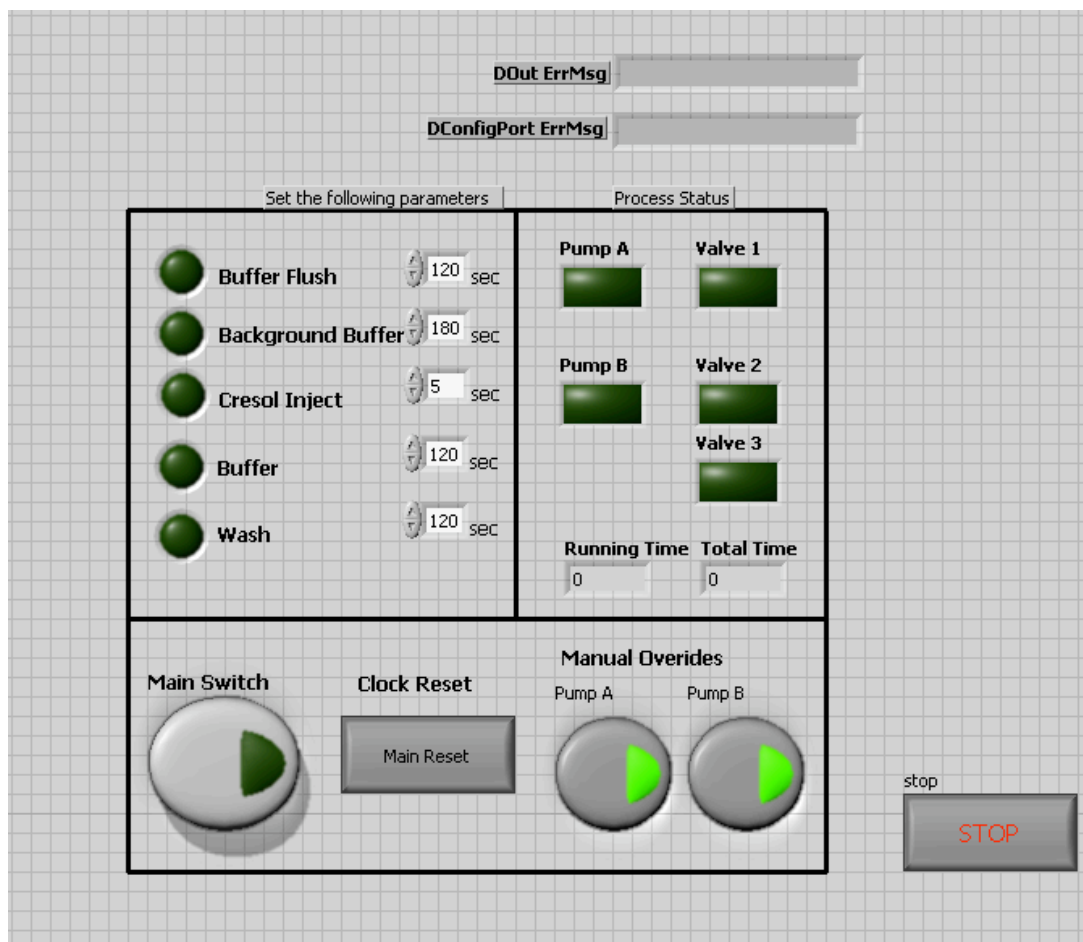 DOut ErrMsg
DConfigPort ErrMsg
Set the following parameters
Process Status
Buffer Flush 120 sec
Background Buffer 180 sec
Cresol Inject 5 sec
Buffer 120 sec
Wash 120 sec
Pump A Valve 1
Pump B Valve 2
Valve 3
Running Time Total Time
0 0
Main Switch
Clock Reset
Main Reset
Manual Overides
Pump A Pump B
stop
STOP